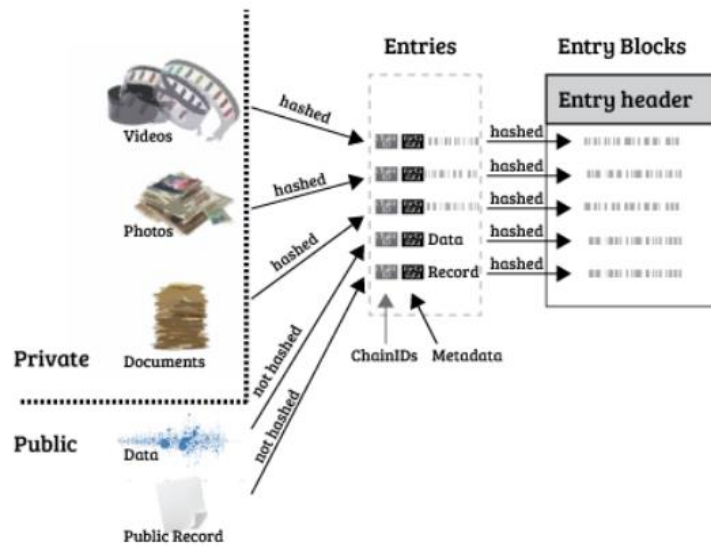 Entries
Entry Blocks
Entry header
Videos
hashed
hashed
Photos
hashed
hashed
hashed
Data
hashed
hashed
Record
hashed
ChainIDs
Metadata
Private
Documents
not hashed
not hashed
Public
Data
Public Record